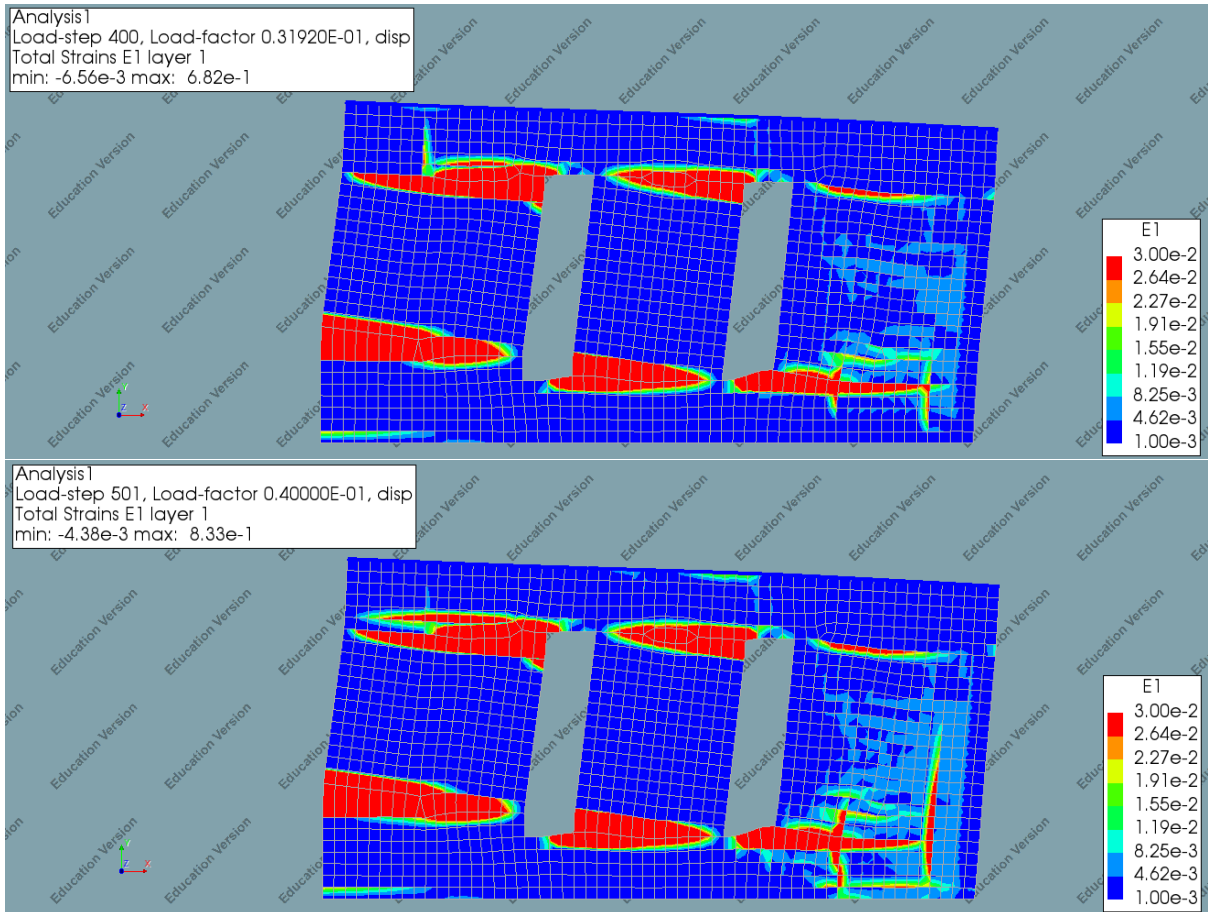 Analysis1
Load-step 400, Load-factor 0.31920E-01, disp
Total Strains E1 layer 1
min: -6.56e-3 max: 6.82e-1
Education Version
E1
3.00e-2
2.64e-2
2.27e-2
1.91e-2
1.55e-2
1.19e-2
8.25e-3
4.62e-3
1.00e-3
Y
Z X
Analysis1
Load-step 501, Load-factor 0.40000E-01, disp
Total Strains E1 layer 1
min: -4.38e-3 max: 8.33e-1
Education Version
E1
3.00e-2
2.64e-2
2.27e-2
1.91e-2
1.55e-2
1.19e-2
8.25e-3
4.62e-3
1.00e-3
Y
Z X